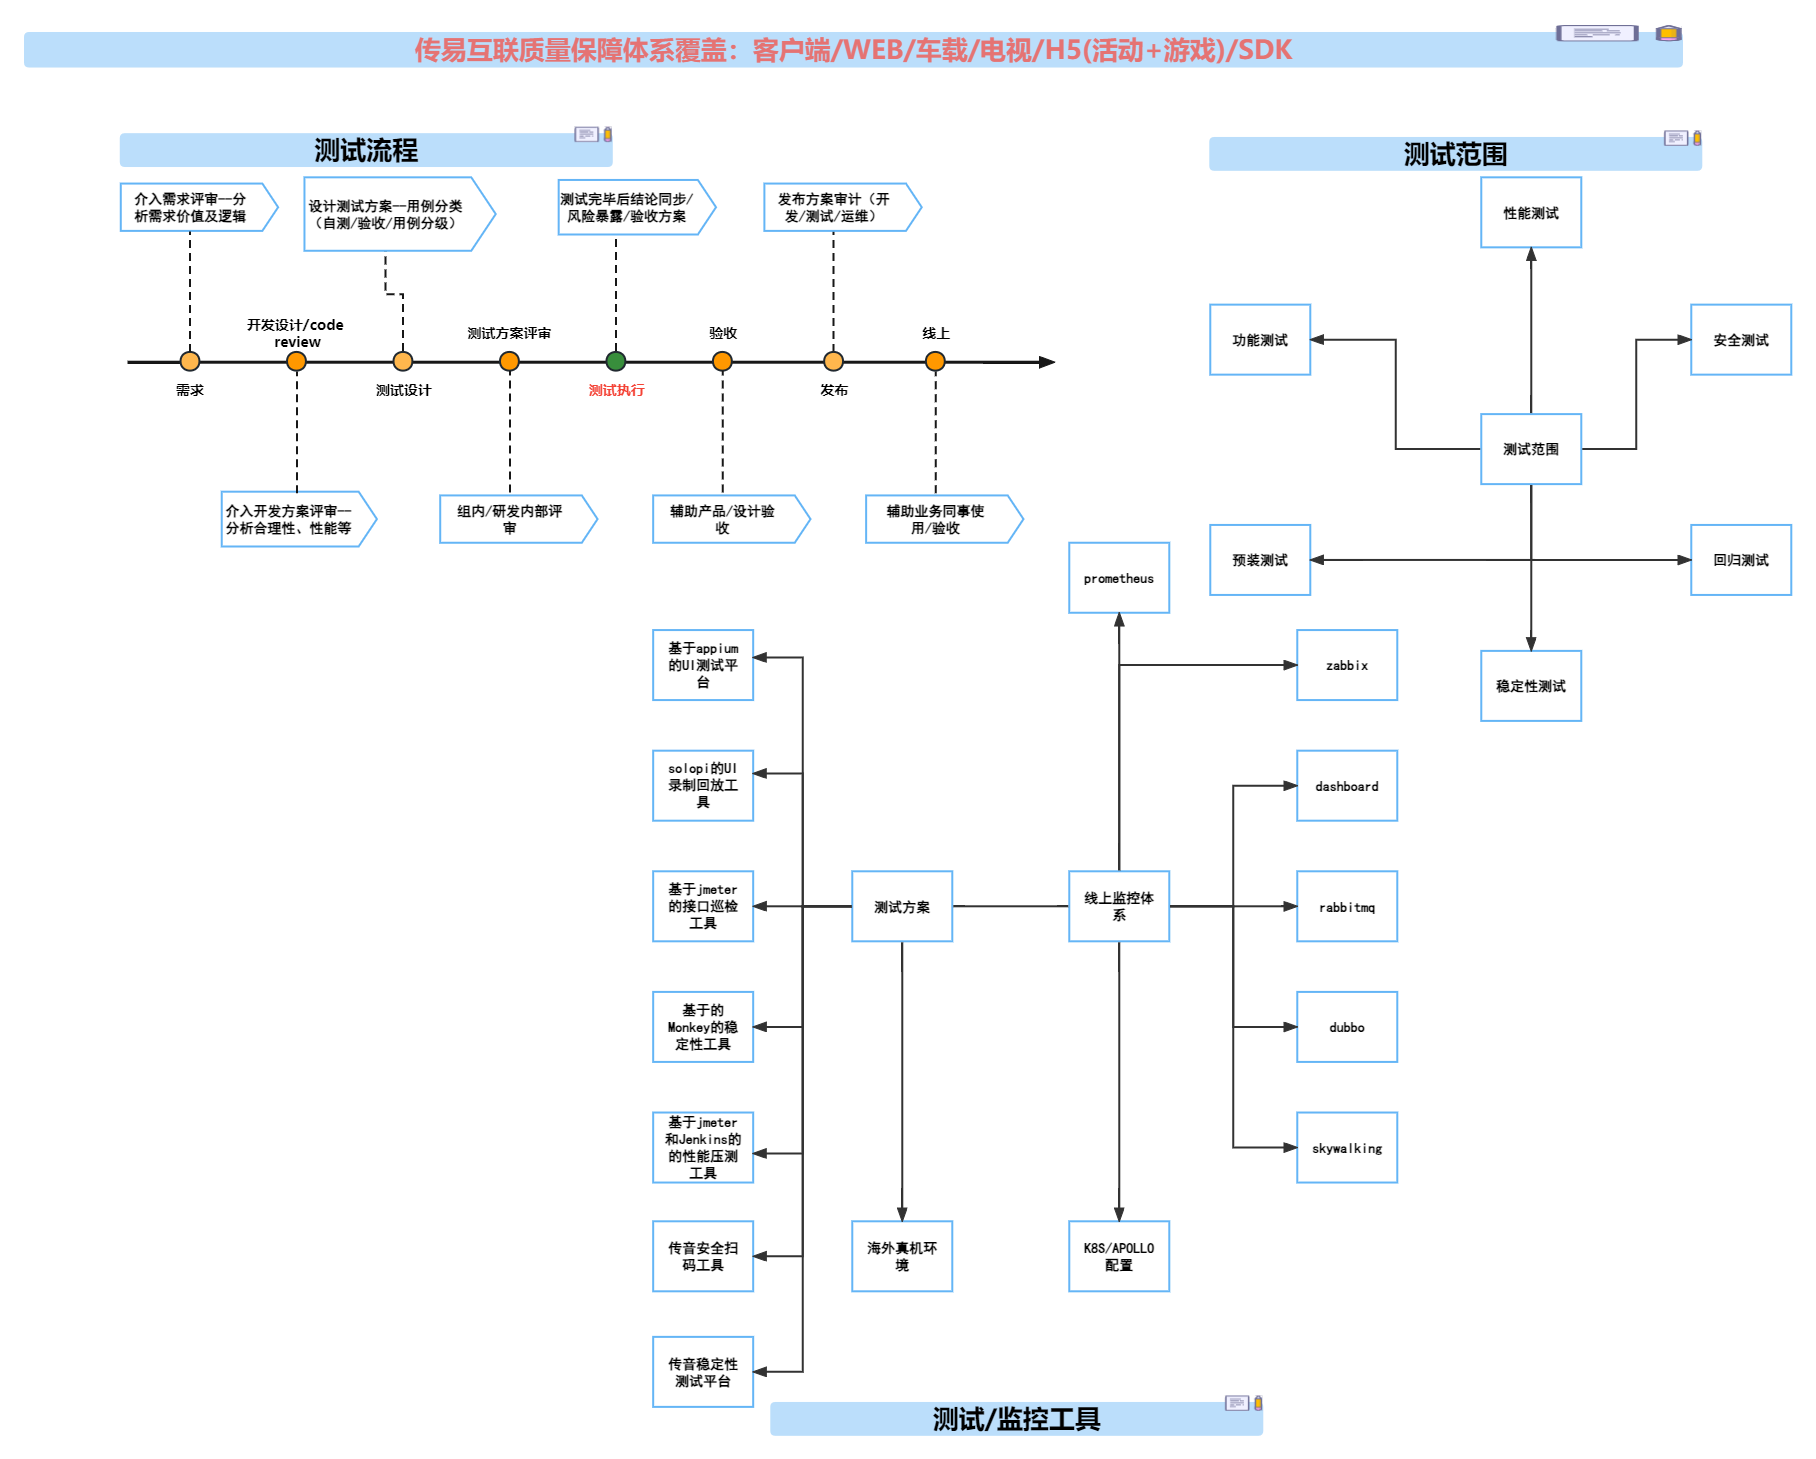 传易互联质量保障体系覆盖：客户端/WEB/车载/电视/H5(活动+游戏)/SDK
测试流程
介入需求评审——分
析需求价值及逻辑
设计测试方案——用例分类
（自测/验收/用例分级）
测试完毕后结论同步/
风险暴露/验收方案
发布方案审计（开
发/测试/运维）
开发设计/code
review
测试方案评审
验收
线上
需求
测试设计
测试执行
发布
介入开发方案评审——
分析合理性、性能等
组内/研发内部评
审
辅助产品/设计验
收
辅助业务同事使
用/验收
测试范围
性能测试
功能测试
安全测试
测试范围
预装测试
回归测试
稳定性测试
prometheus
zabbix
dashboard
rabbitmq
dubbo
skywalking
线上监控体
系
K8S/APOLLO
配置
测试方案
海外真机环
境
基于appium
的UI测试平
台
solopi的UI
录制回放工
具
基于jmeter
的接口巡检
工具
基于的
Monkey的稳
定性工具
基于jmeter
和Jenkins的
的性能压测
工具
传音安全扫
码工具
传音稳定性
测试平台
测试/监控工具